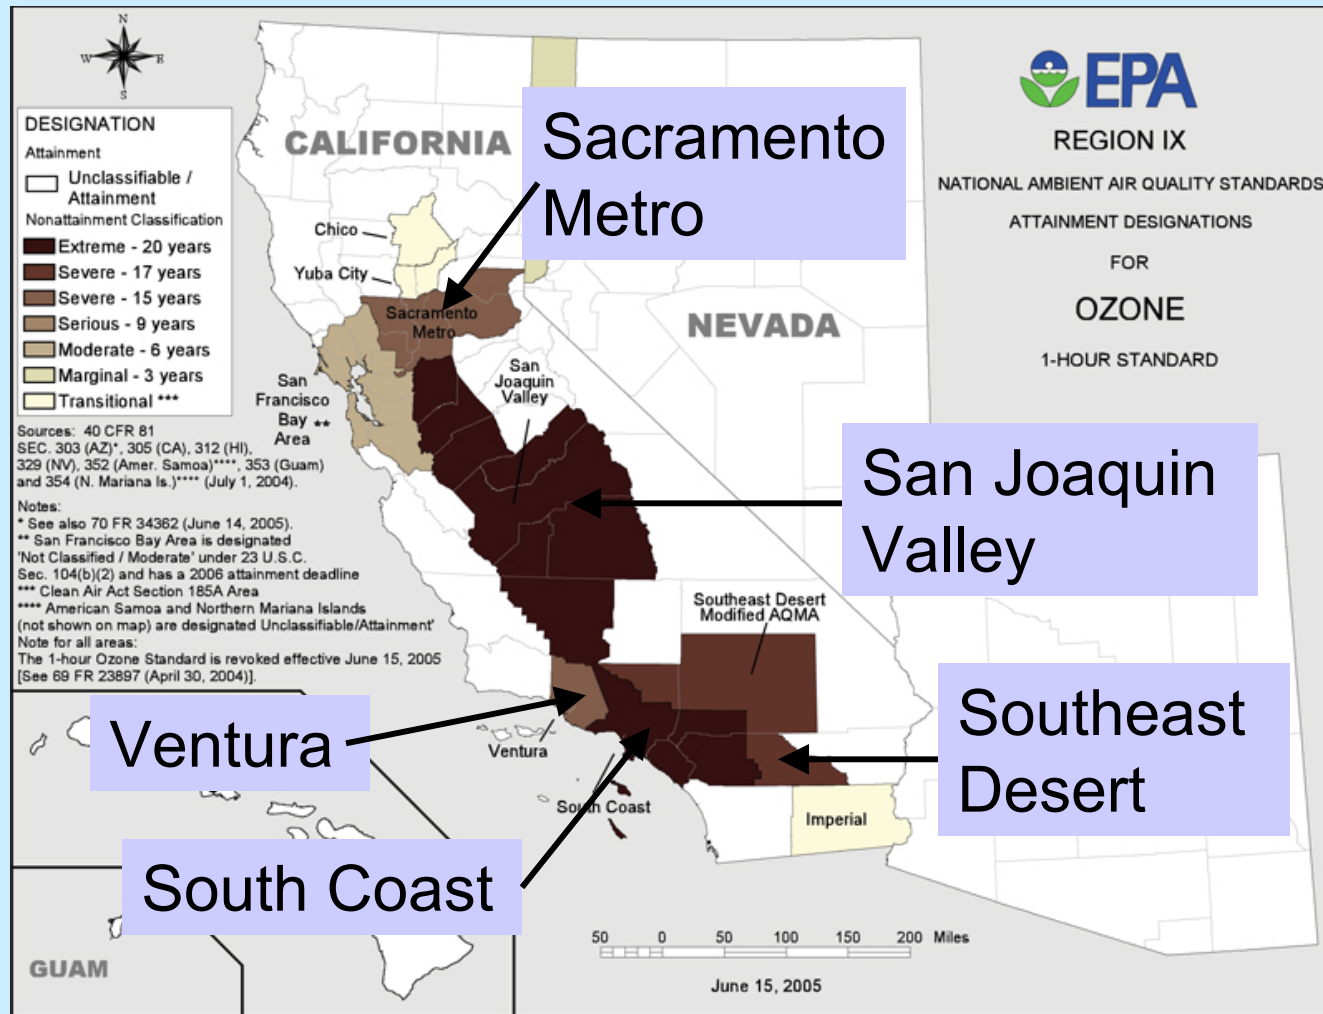 N
W E
S
DESIGNATION
Attainment
Unclassifiable /
Attainment
Nonattainment Classification
Extreme - 20 years
Severe - 17 years
Severe - 15 years
Serious - 9 years
Moderate - 6 years
Marginal - 3 years
Transitional ***
Sources: 40 CFR 81
SEC. 303 (AZ)*, 305 (CA), 312 (HI),
329 (NV), 352 (Amer. Samoa)****, 353 (Guam)
and 354 (N. Mariana Is.)**** (July 1, 2004).
Notes:
* See also 70 FR 34362 (June 14, 2005).
** San Francisco Bay Area is designated
'Not Classified / Moderate' under 23 U.S.C.
Sec. 104(b)(2) and has a 2006 attainment deadline
*** Clean Air Act Section 185A Area
**** American Samoa and Northern Mariana Islands
(not shown on map) are designated Unclassifiable/Attainment'
Note for all areas:
The 1-hour Ozone Standard is revoked effective June 15, 2005
[See 69 FR 23897 (April 30, 2004)].
CALIFORNIA
NEVADA
Chico
Yuba City
Sacramento
Metro
San
Francisco
Bay **
Area
San
Joaquin
Valley
Southeast Desert
Modified AQMA
Ventura
South Coast
Imperial
GUAM
Sacramento
Metro
San Joaquin
Valley
Southeast
Desert
Ventura
South Coast
EPA
REGION IX
NATIONAL AMBIENT AIR QUALITY STANDARDS
ATTAINMENT DESIGNATIONS
FOR
OZONE
1-HOUR STANDARD
50 0 50 100 150 200 Miles
June 15, 2005